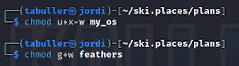 ┌──(tabuller㉿jordi)-[~/ski.places/plans]
└─$ chmod u+x-w my_os
┌──(tabuller㉿jordi)-[~/ski.places/plans]
└─$ chmod g+w feathers